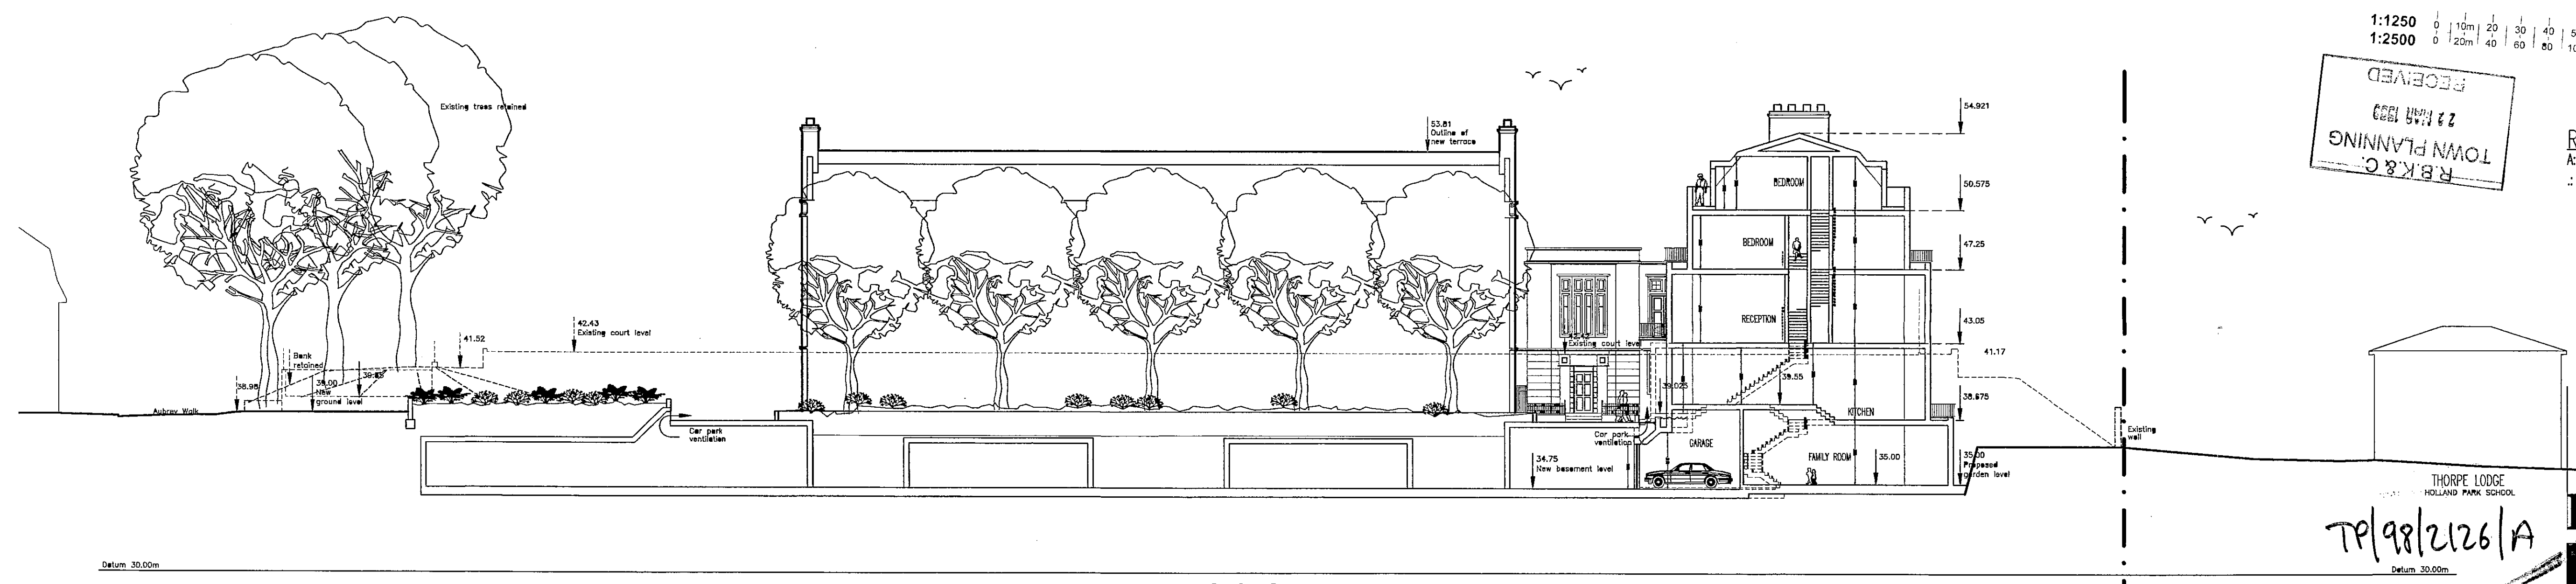 1:1250 0 10m 20 30 40
1:2500 0 20m 40 60 80
R.B.K.& C.
TOWN PLANNING
22 MAR 1999
RECEIVED
Existing trees retained
53.81
Outline of
new terrace
54.921
50.575
47.25
43.05
41.17
38.675
35.00
Proposed
garden level
BEDROOM
BEDROOM
RECEPTION
KITCHEN
GARAGE
FAMILY ROOM
35.00
39.55
39.025
42.43
Existing court level
42.43
Existing court level
41.52
Bank
retained
38.98
39.00
New
ground level
Aubrey Walk
Car park
ventilation
Car park
ventilation
34.75
New basement level
Existing
wall
THORPE LODGE
HOLLAND PARK SCHOOL
TP/98/2126/A
Datum 30.00m
Datum 30.00m